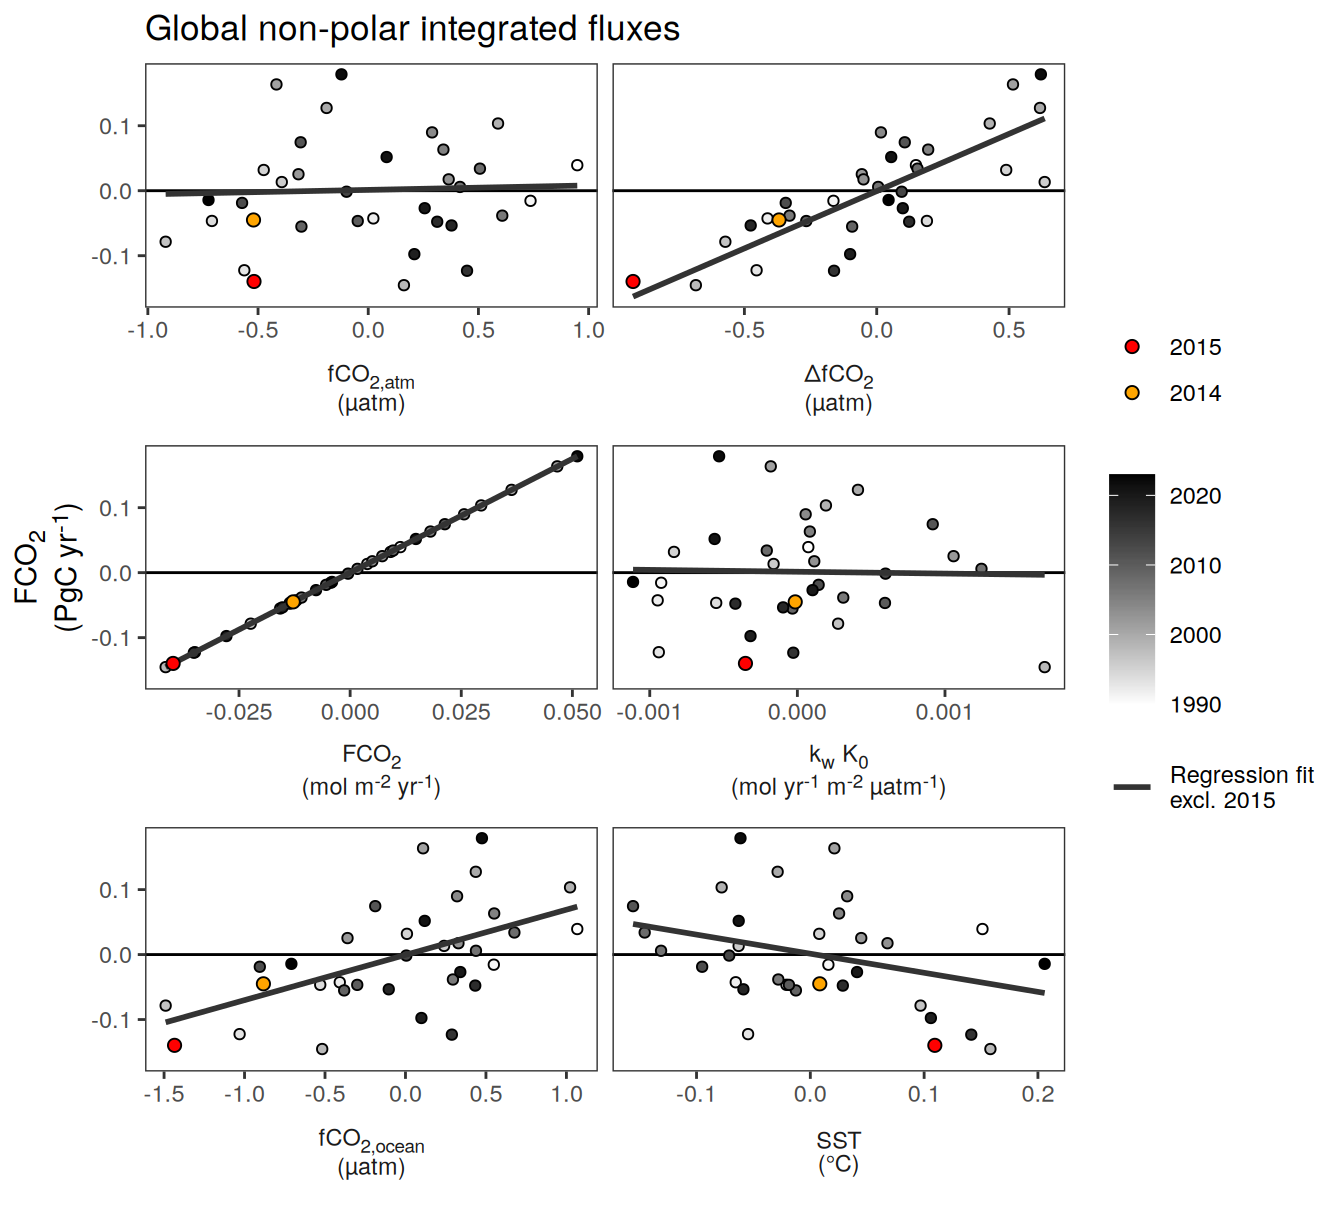 Global non-polar integrated fluxes
0.1
0.0
-0.1
-1.0 -0.5 0.0 0.5 1.0
-0.5 0.0 0.5
fCO2,atm
(µatm)
ΔfCO2
(µatm)
2015
2014
FCO2
(PgC yr-1)
0.1
0.0
-0.1
-0.025 0.000 0.025 0.050
-0.001 0.000 0.001
FCO2
(mol m-2 yr-1)
kw K0
(mol yr-1 m-2 µatm-1)
2020
2010
2000
1990
Regression fit
excl. 2015
0.1
0.0
-0.1
-1.5 -1.0 -0.5 0.0 0.5 1.0
-0.1 0.0 0.1 0.2
fCO2,ocean
(µatm)
SST
(°C)